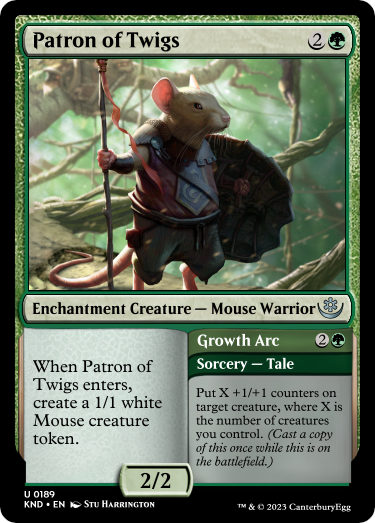 Patron of Twigs 2
Enchantment Creature — Mouse Warrior
When Patron of
Twigs enters,
create a 1/1 white
Mouse creature
token.
Growth Arc 2
Sorcery — Tale
Put X +1/+1 counters on
target creature, where X is
the number of creatures
you control. (Cast a copy
of this once while this is
on the battlefield.)
2/2
U 0189
KND • EN Stu Harrington
™ & © 2023 CanterburyEgg